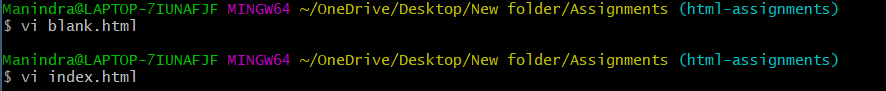 Manindra@LAPTOP-7IUNAFJF MINGW64 ~/OneDrive/Desktop/New folder/Assignments (html-assignments)
$ vi blank.html
Manindra@LAPTOP-7IUNAFJF MINGW64 ~/OneDrive/Desktop/New folder/Assignments (html-assignments)
$ vi index.html